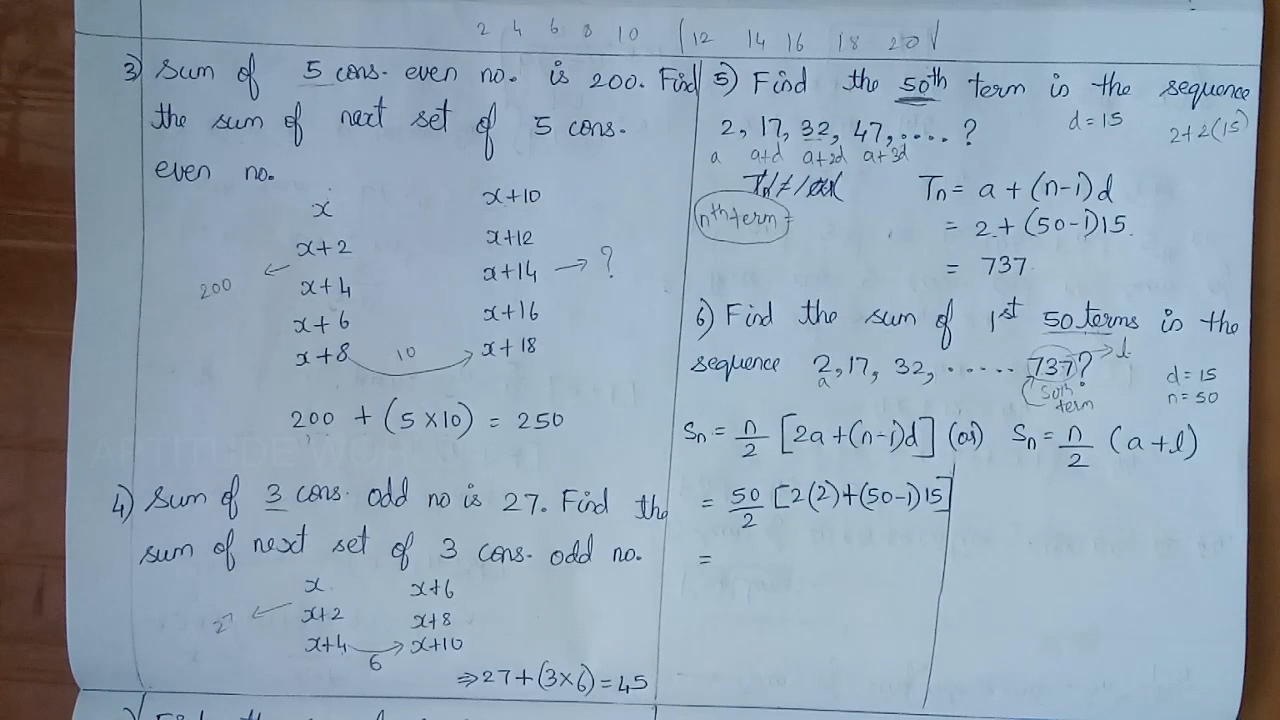 2 4 6 8 10 (12 14 16 18 20)
3) Sum of 5 cons. even no. is 200. Find
the sum of next set of 5 cons.
even no.
x x+10
x+2 x+12
200 x+4 x+14 → ?
x+6 x+16
x+8 10 x+18
200 + (5×10) = 250
APTITUDE WORLD
4) Sum of 3 cons. odd no is 27. Find the
sum of next set of 3 cons. odd no.
x x+6
27 x+2 x+8
x+4 6 x+10
⇒27+(3×6)=45
5) Find the 50th term in the sequence
2, 17, 32, 47, ..... ? d=15 2+2(15)
a a+d a+2d a+3d
nth term = Tn = a+(n-1)d
= 2+(50-1)15.
= 737
6) Find the sum of 1st 50 terms in the
sequence 2, 17, 32, ...... 737? l
a 50th term d=15
n=50
Sn = n/2 [2a+(n-1)d] (or) Sn = n/2 (a+l)
= 50/2 [2(2)+(50-1)15]
=